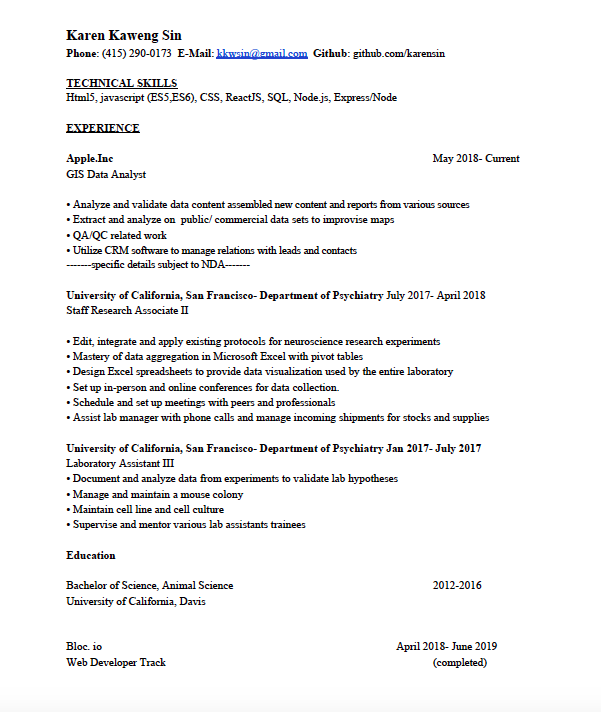 Karen Kaweng Sin
Phone: (415) 290-0173 E-Mail: kkwsin@gmail.com Github: github.com/karensin
TECHNICAL SKILLS
Html5, javascript (ES5,ES6), CSS, ReactJS, SQL, Node.js, Express/Node
EXPERIENCE
Apple.Inc May 2018- Current
GIS Data Analyst
• Analyze and validate data content assembled new content and reports from various sources
• Extract and analyze on public/ commercial data sets to improvise maps
• QA/QC related work
• Utilize CRM software to manage relations with leads and contacts
-------specific details subject to NDA-------
University of California, San Francisco- Department of Psychiatry July 2017- April 2018
Staff Research Associate II
• Edit, integrate and apply existing protocols for neuroscience research experiments
• Mastery of data aggregation in Microsoft Excel with pivot tables
• Design Excel spreadsheets to provide data visualization used by the entire laboratory
• Set up in-person and online conferences for data collection.
• Schedule and set up meetings with peers and professionals
• Assist lab manager with phone calls and manage incoming shipments for stocks and supplies
University of California, San Francisco- Department of Psychiatry Jan 2017- July 2017
Laboratory Assistant III
• Document and analyze data from experiments to validate lab hypotheses
• Manage and maintain a mouse colony
• Maintain cell line and cell culture
• Supervise and mentor various lab assistants trainees
Education
Bachelor of Science, Animal Science 2012-2016
University of California, Davis
Bloc. io April 2018- June 2019
Web Developer Track (completed)